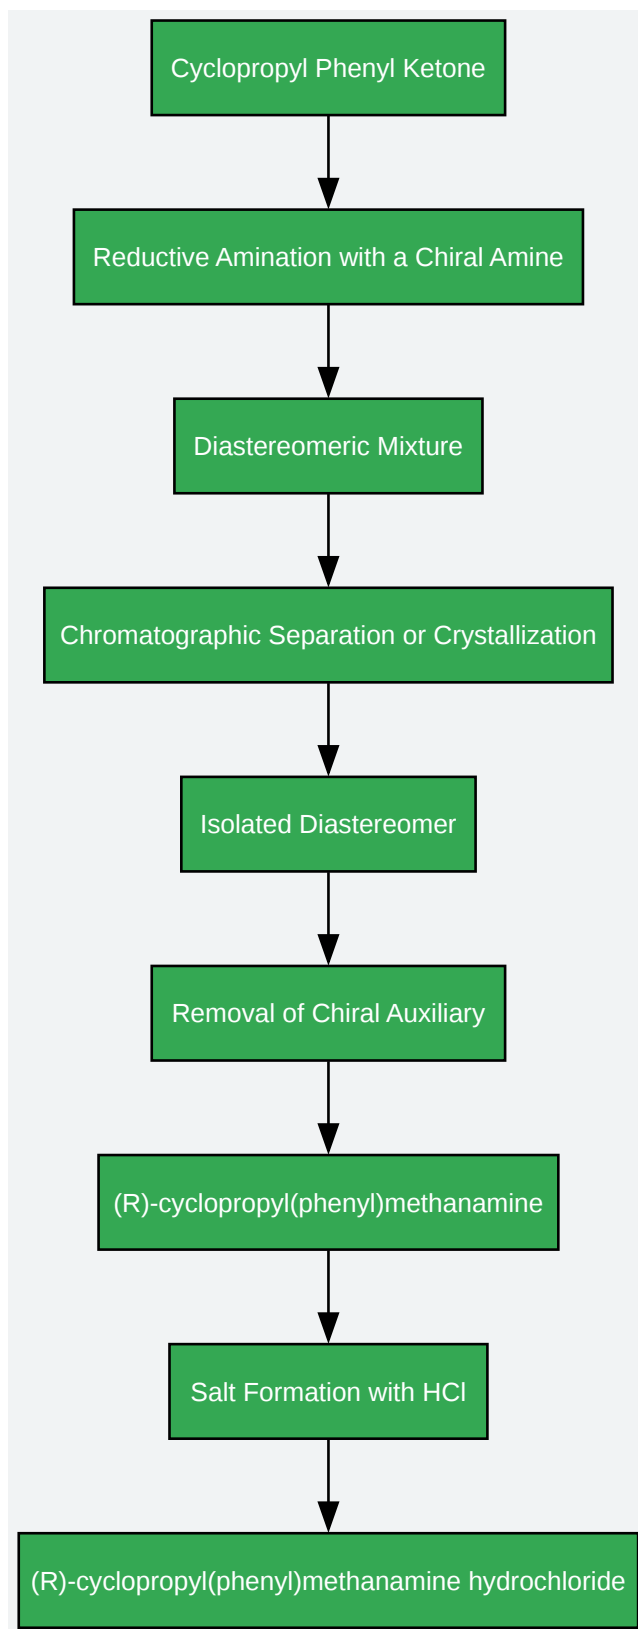 Cyclopropyl Phenyl Ketone
Reductive Amination with a Chiral Amine
Diastereomeric Mixture
Chromatographic Separation or Crystallization
Isolated Diastereomer
Removal of Chiral Auxiliary
(R)-cyclopropyl(phenyl)methanamine
Salt Formation with HCl
(R)-cyclopropyl(phenyl)methanamine hydrochloride